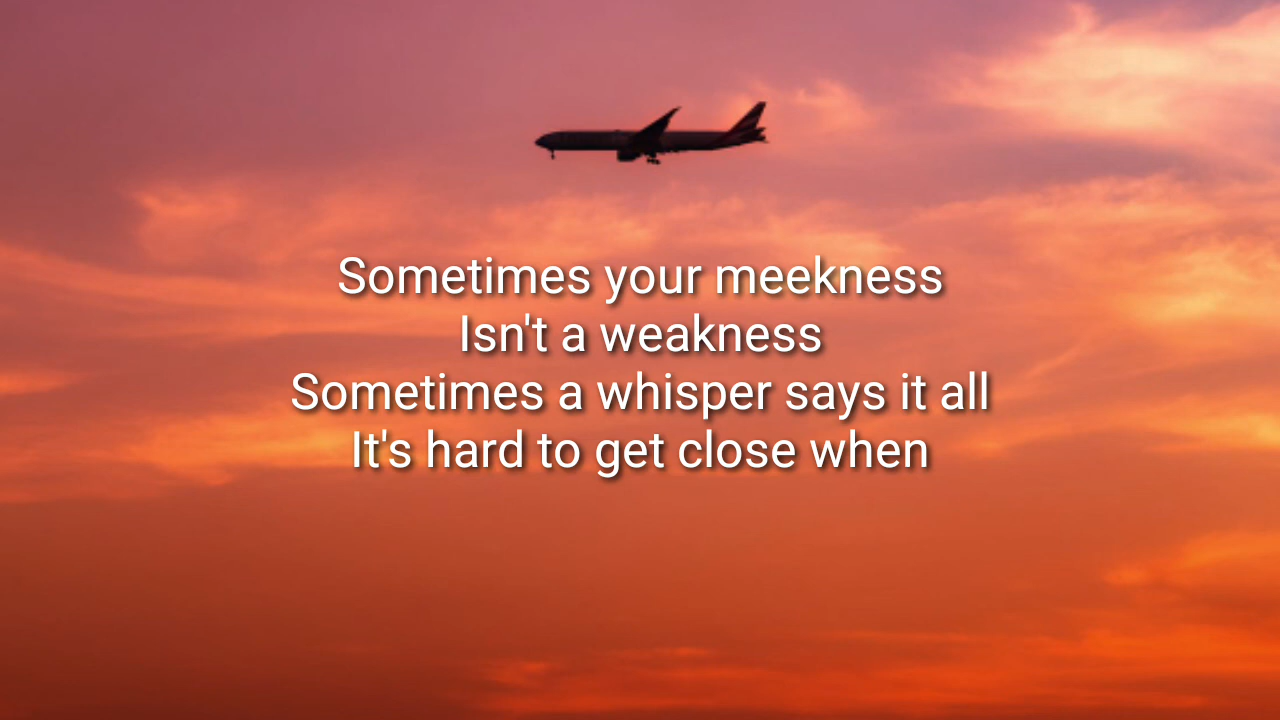 Sometimes your meekness
Isn't a weakness
Sometimes a whisper says it all
It's hard to get close when